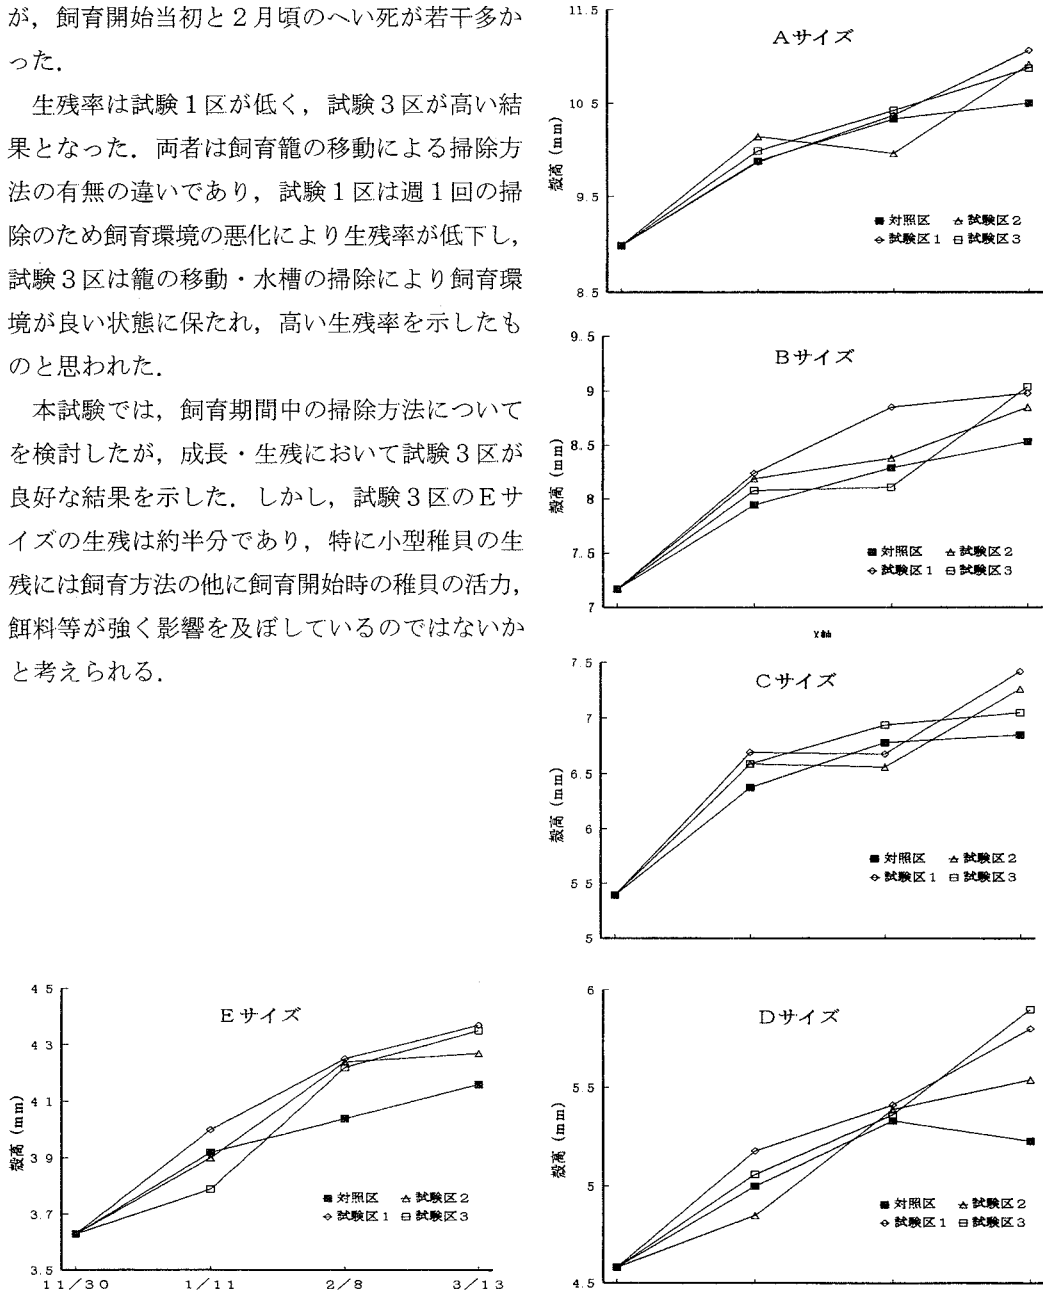 が，飼育開始当初と２月頃のへい死が若干多か
った．
生残率は試験１区が低く，試験３区が高い結
果となった．両者は飼育籠の移動による掃除方
法の有無の違いであり，試験１区は週１回の掃
除のため飼育環境の悪化により生残率が低下し，
試験３区は籠の移動・水槽の掃除により飼育環
境が良い状態に保たれ，高い生残率を示したも
のと思われた．
本試験では，飼育期間中の掃除方法について
を検討したが，成長・生残において試験３区が
良好な結果を示した．しかし，試験３区のＥサ
イズの生残は約半分であり，特に小型稚貝の生
残には飼育方法の他に飼育開始時の稚貝の活力，
餌料等が強く影響を及ぼしているのではないか
と考えられる．
Ａサイズ
殻高 (mm)
11.5
10.5
9.5
8.5
対照区 試験区２
試験区１ 試験区３
Ｂサイズ
殻高 (mm)
9.5
9
8.5
8
7.5
7
対照区 試験区２
試験区１ 試験区３
X軸
Ｃサイズ
殻高 (mm)
7.5
7
6.5
6
5 5
5
対照区 試験区２
試験区１ 試験区３
Ｅサイズ
殻高 (mm)
4 5
4 3
4 1
3 9
3.7
3.5
対照区 試験区２
試験区１ 試験区３
11/30 1/11 2/8 3/13
Ｄサイズ
殻高 (mm)
6
5.5
5
4.5
対照区 試験区２
試験区１ 試験区３